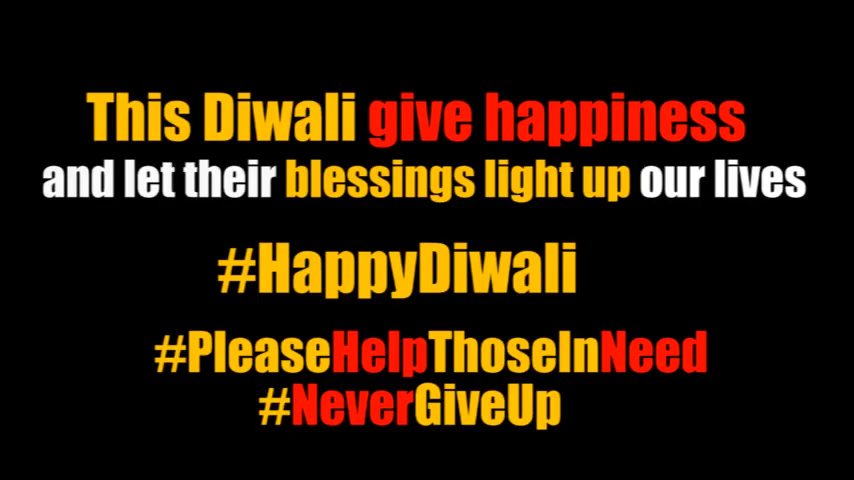 This Diwali give happiness
and let their blessings light up our lives
#HappyDiwali
#PleaseHelpThoseInNeed
#NeverGiveUp